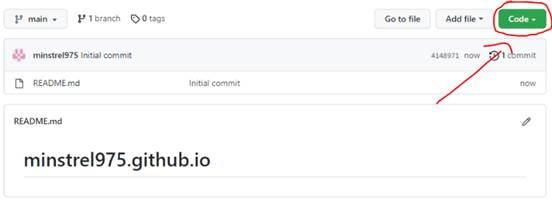 main 1 branch 0 tags Go to file Add file Code
minstrel975 Initial commit 4148971 now 1 commit
README.md Initial commit now
README.md
minstrel975.github.io